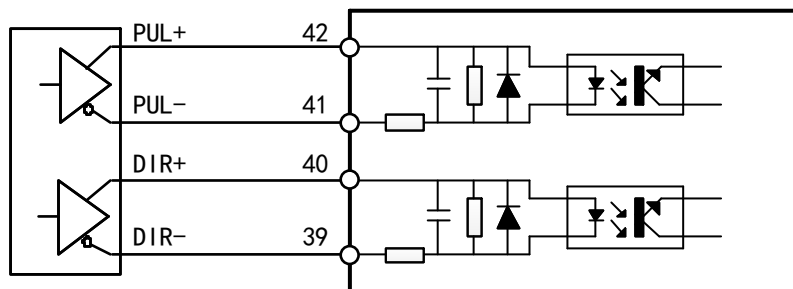 PUL+ 42
PUL- 41
DIR+ 40
DIR- 39